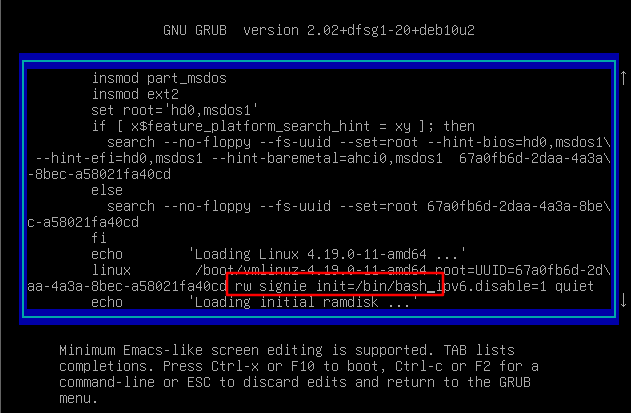 GNU GRUB  version 2.02+dfsg1-20+deb10u2
insmod part_msdos
insmod ext2
set root='hd0,msdos1'
if [ x$feature_platform_search_hint = xy ]; then
search --no-floppy --fs-uuid --set=root --hint-bios=hd0,msdos1\
--hint-efi=hd0,msdos1 --hint-baremetal=ahci0,msdos1  67a0fb6d-2daa-4a3a\
-8bec-a58021fa40cd
else
search --no-floppy --fs-uuid --set=root 67a0fb6d-2daa-4a3a-8be\
c-a58021fa40cd
fi
echo        'Loading Linux 4.19.0-11-amd64 ...'
linux        /boot/vmlinuz-4.19.0-11-amd64 root=UUID=67a0fb6d-2d\
aa-4a3a-8bec-a58021fa40cd rw signie init=/bin/bash_ipv6.disable=1 quiet
echo        'Loading initial ramdisk ...'
Minimum Emacs-like screen editing is supported. TAB lists
completions. Press Ctrl-x or F10 to boot, Ctrl-c or F2 for a
command-line or ESC to discard edits and return to the GRUB
menu.